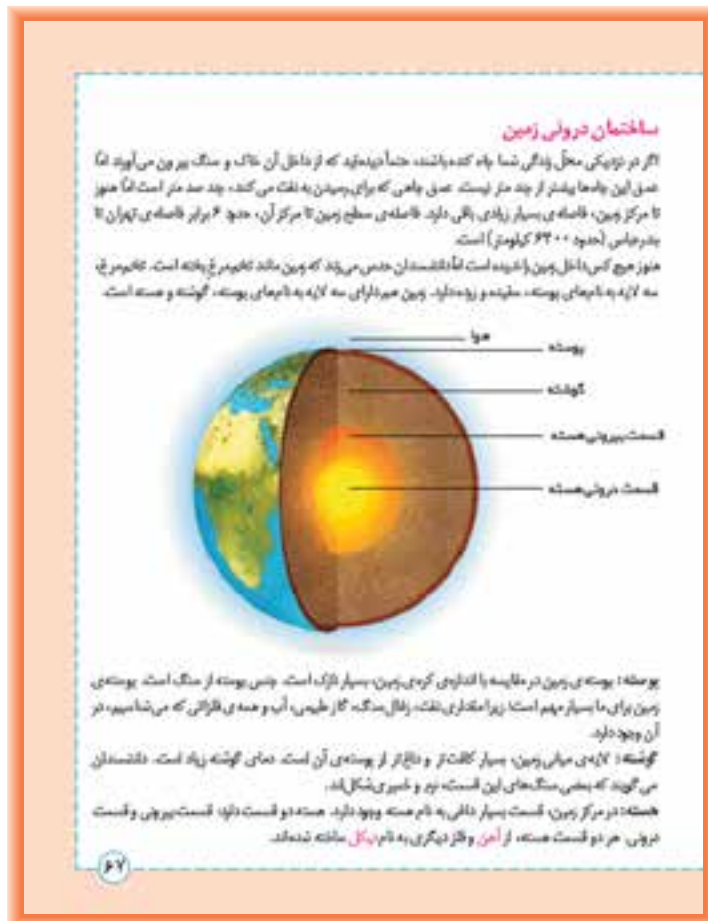 ساختمان درونی زمین
اگر در نزدیکی محلّ زندگی شما چاه کنده باشند، حتماً دیده‌اید که از داخل آن خاک و سنگ بیرون می‌آورند امّا
عمق این چاه‌ها بیشتر از چند متر نیست. عمق چاهی که برای رسیدن به نفت می‌کنند، چند صد متر است امّا هنوز
تا مرکز زمین، فاصله‌ی بسیار زیادی باقی دارد. فاصله‌ی سطح زمین تا مرکز آن، حدود ۶ برابر فاصله‌ی تهران تا
بندرعباس (حدود ۶۴۰۰ کیلومتر) است.
هنوز هیچ کس داخل زمین را ندیده است امّا دانشمندان حدس می‌زنند که زمین مانند تخم‌مرغ پخته است. تخم‌مرغ،
سه لایه به نام‌های پوسته، سفیده و زرده دارد. زمین هم دارای سه لایه به نام‌های پوسته، گوشته و هسته است.
هوا
پوسته
گوشته
قسمت بیرونی هسته
قسمت درونی هسته
پوسته: پوسته‌ی زمین در مقایسه با اندازه‌ی کره‌ی زمین، بسیار نازک است. جنس پوسته از سنگ است. پوسته‌ی
زمین برای ما بسیار مهم است؛ زیرا مقداری نفت، زغال‌سنگ، گاز طبیعی، آب و همه‌ی فلزاتی که می‌شناسیم، در
آن وجود دارد.
گوشته: لایه‌ی میانی زمین، بسیار کلفت‌تر و داغ‌تر از پوسته‌ی آن است. دمای گوشته زیاد است. دانشمندان
می‌گویند که بعضی سنگ‌های این قسمت، نرم و خمیری‌شکل‌اند.
هسته: در مرکز زمین، قسمت بسیار داغی به نام هسته وجود دارد. هسته دو قسمت دارد: قسمت بیرونی و قسمت
درونی. هر دو قسمت هسته، از آهن و فلز دیگری به نام نیکل ساخته شده‌اند.
۶۷